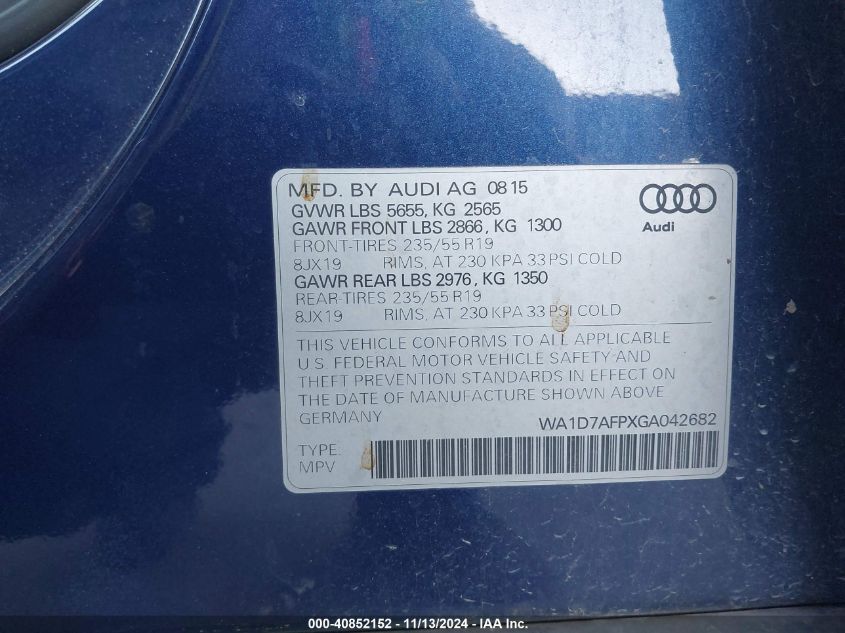 MFD. BY AUDI AG 08 15
GVWR LBS 5655, KG 2565
GAWR FRONT LBS 2866, KG 1300
FRONT-TIRES 235/55 R19
8JX19 RIMS, AT 230 KPA 33 PSI COLD
GAWR REAR LBS 2976, KG 1350
REAR-TIRES 235/55 R19
8JX19 RIMS, AT 230 KPA 33 PSI COLD
Audi
THIS VEHICLE CONFORMS TO ALL APPLICABLE
U.S. FEDERAL MOTOR VEHICLE SAFETY AND
THEFT PREVENTION STANDARDS IN EFFECT ON
THE DATE OF MANUFACTURE SHOWN ABOVE
GERMANY WA1D7AFPXGA042682
TYPE:
MPV
000-40852152 - 11/13/2024 - IAA Inc.